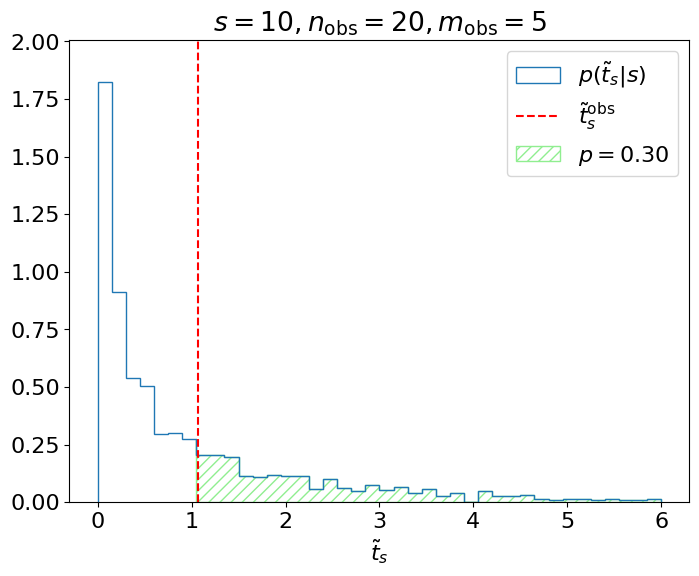 s = 10, n_obs = 20, m_obs = 5
2.00
1.75
1.50
1.25
1.00
0.75
0.50
0.25
0.00
p(t̃_s|s)
t̃_s^obs
p = 0.30
0 1 2 3 4 5 6
t̃_s